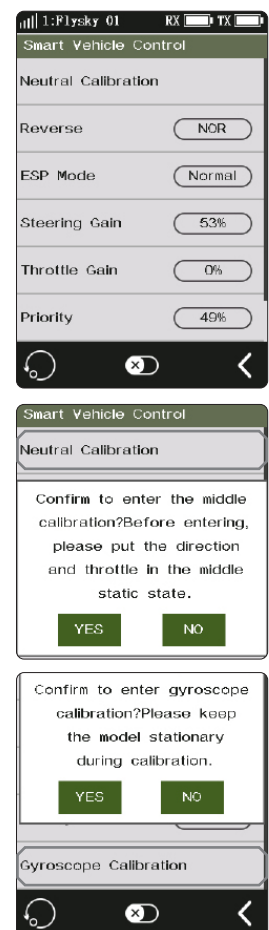 1:Flysky 01 RX TX
Smart Vehicle Control
Neutral Calibration
Reverse NOR
ESP Mode Normal
Steering Gain 53%
Throttle Gain 0%
Priority 49%
Smart Vehicle Control
Neutral Calibration
Confirm to enter the middle
calibration?Before entering,
please put the direction
and throttle in the middle
static state.
YES NO
Confirm to enter gyroscope
calibration?Please keep
the model stationary
during calibration.
YES NO
Gyroscope Calibration